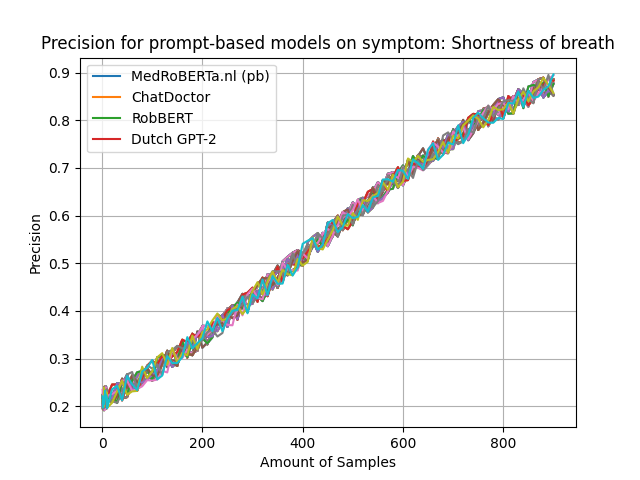 Precision for prompt-based models on symptom: Shortness of breath
MedRoBERTa.nl (pb)
ChatDoctor
RobBERT
Dutch GPT-2
0.9
0.8
0.7
0.6
0.5
0.4
0.3
0.2
Precision
0 200 400 600 800
Amount of Samples